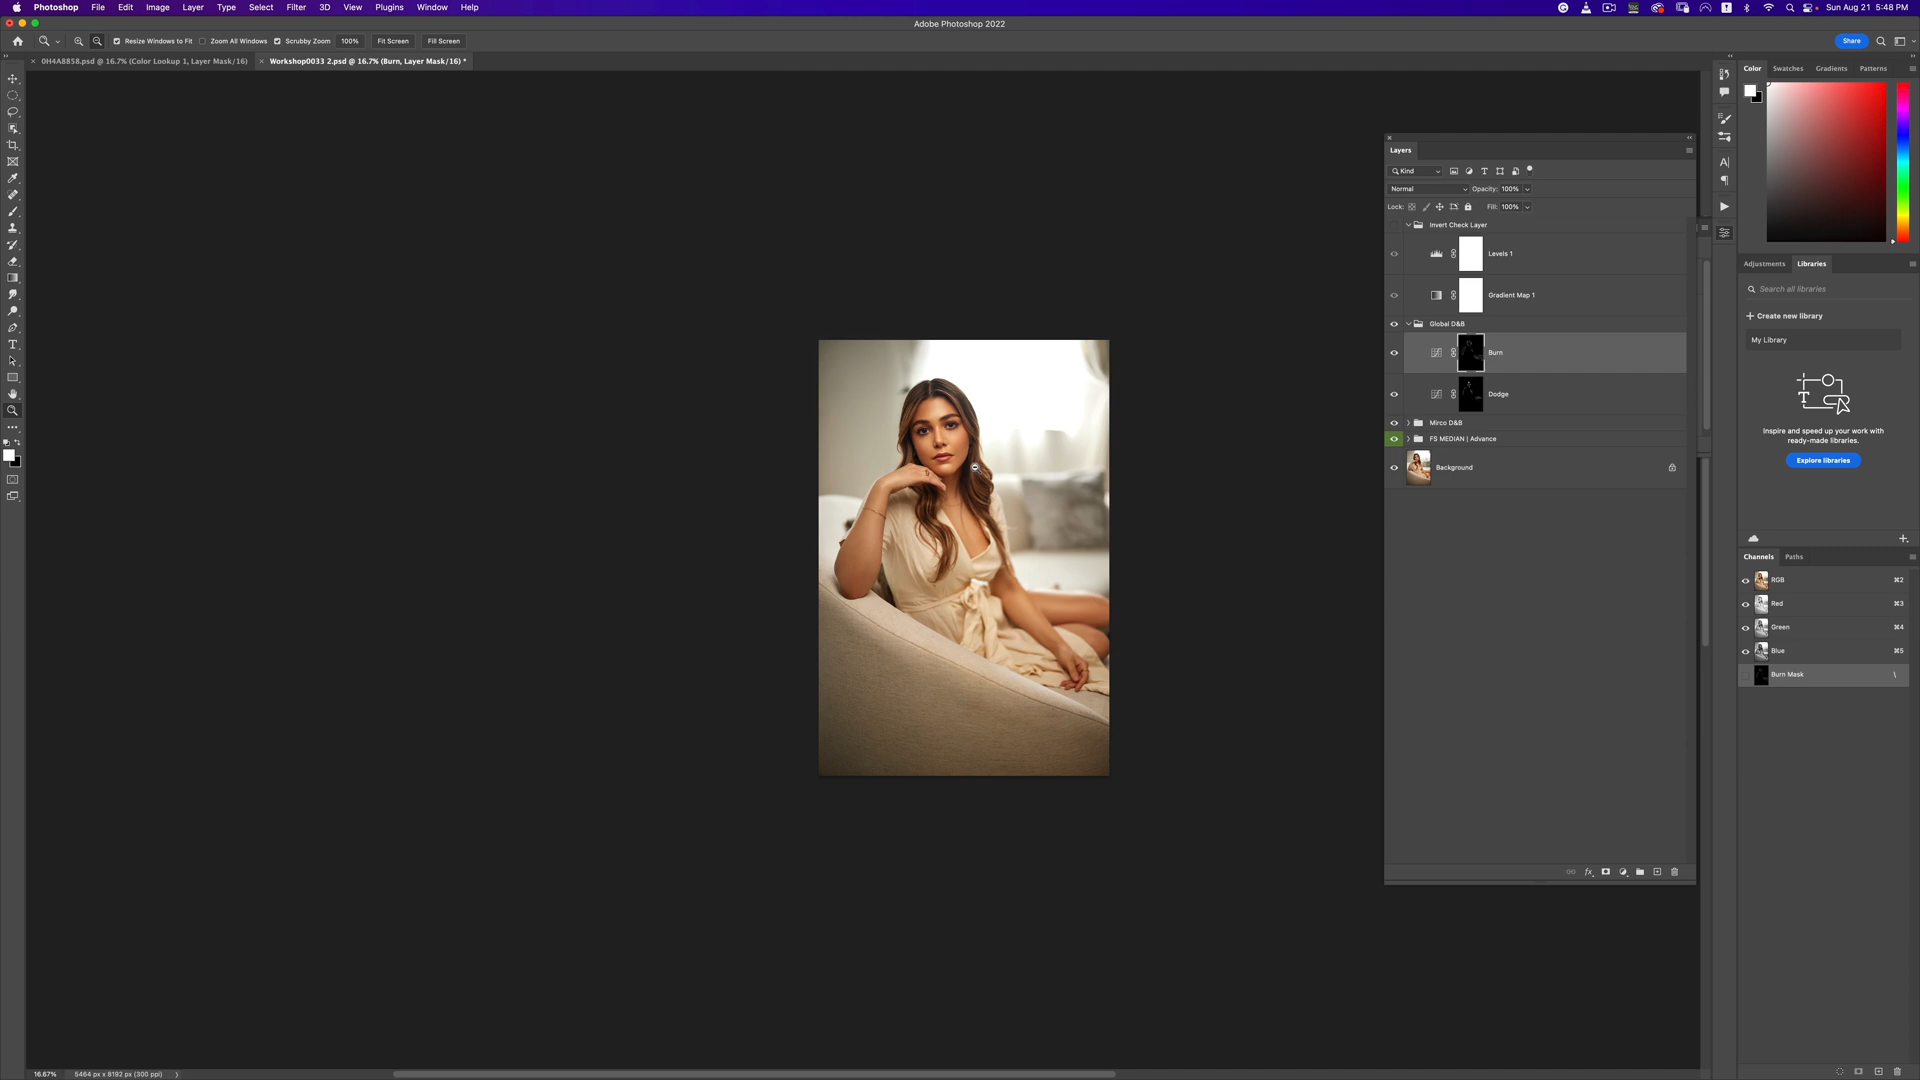 Photoshop File Edit Image Layer Type Select Filter 3D View Plugins Window Help
Sun Aug 21 5:48 PM
Adobe Photoshop 2022
Resize Windows to Fit Zoom All Windows Scrubby Zoom 100% Fit Screen Fill Screen
Share
0H4A8858.psd @ 16.7% (Color Lookup 1, Layer Mask/16)
Workshop0033 2.psd @ 16.7% (Burn, Layer Mask/16) *
Color Swatches Gradients Patterns
Layers
Kind
Normal Opacity: 100%
Lock: Fill: 100%
Invert Check Layer
Levels 1
Gradient Map 1
Global D&B
Burn
Dodge
Mirco D&B
FS MEDIAN | Advance
Background
Adjustments Libraries
Search all libraries
+ Create new library
My Library
Inspire and speed up your work with
ready-made libraries.
Explore libraries
Channels Paths
RGB ⌘2
Red ⌘3
Green ⌘4
Blue ⌘5
Burn Mask \
16.67% 5464 px x 8192 px (300 ppi)